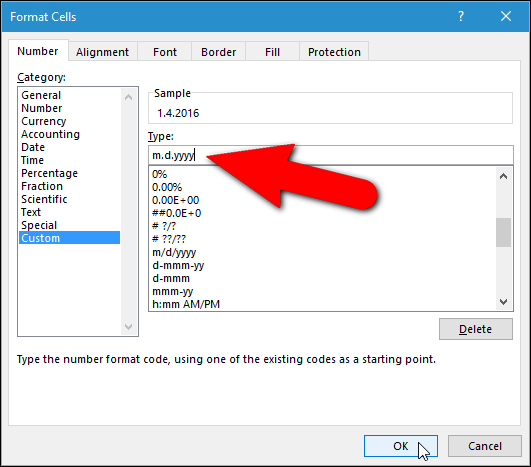 Format Cells
Number Alignment Font Border Fill Protection
Category:
General
Number
Currency
Accounting
Date
Time
Percentage
Fraction
Scientific
Text
Special
Custom
Sample
1.4.2016
Type:
m.d.yyyy
0%
0.00%
0.00E+00
##0.0E+0
# ?/?
# ??/??
m/d/yyyy
d-mmm-yy
d-mmm
mmm-yy
h:mm AM/PM
Delete
Type the number format code, using one of the existing codes as a starting point.
OK Cancel